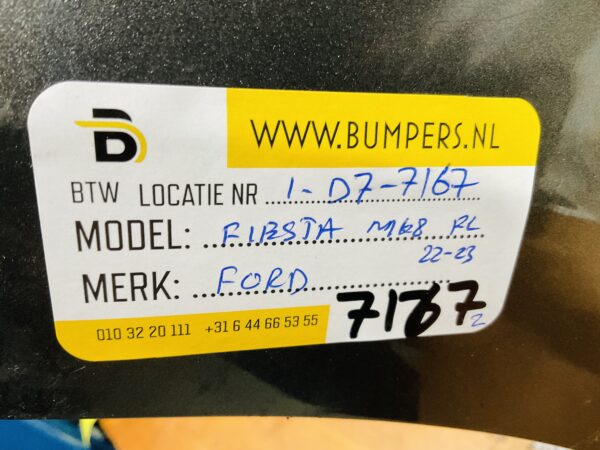 WWW.BUMPERS.NL
BTW LOCATIE NR 1-D7-7167
MODEL: FIESTA MK8 FL
22-23
MERK: FORD
010 32 20 111 +31 6 44 66 53 55
7167
2